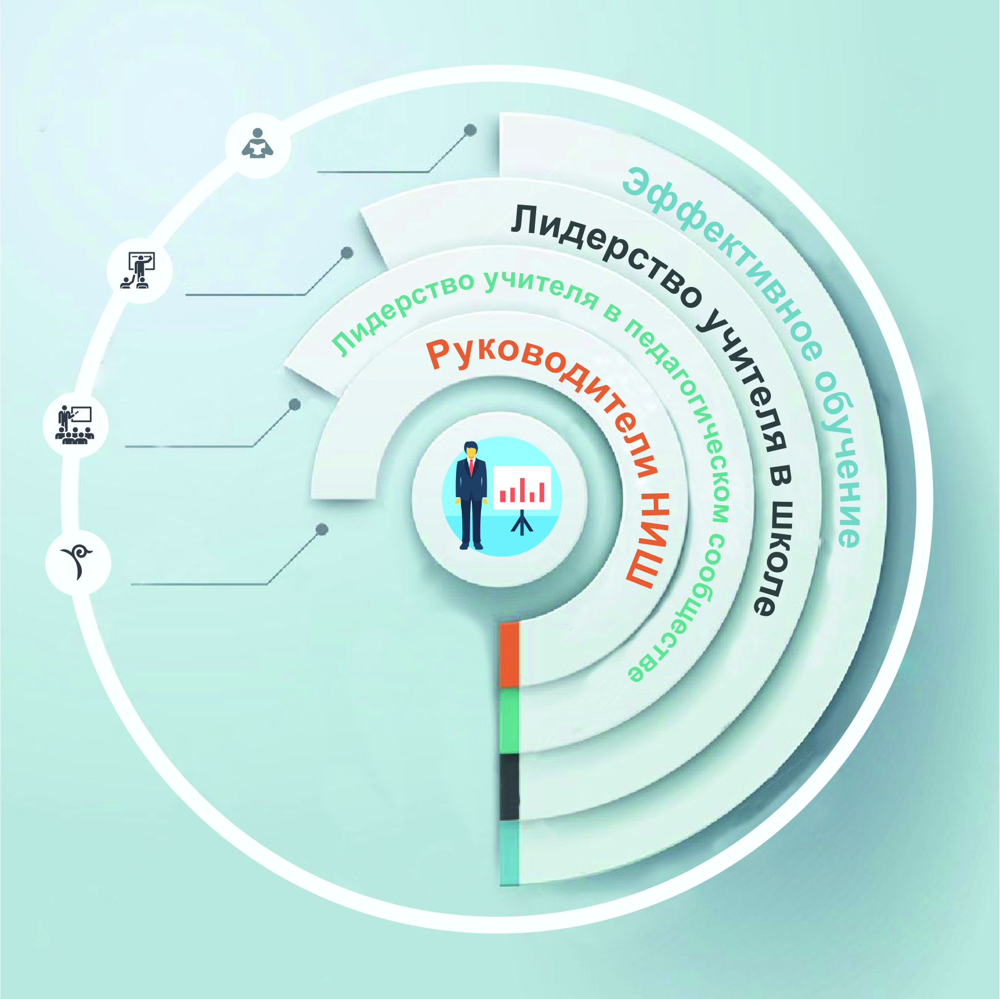 Эффективное обучение
Лидерство учителя в школе
Лидерство учителя в педагогическом сообществе
Руководители НИШ